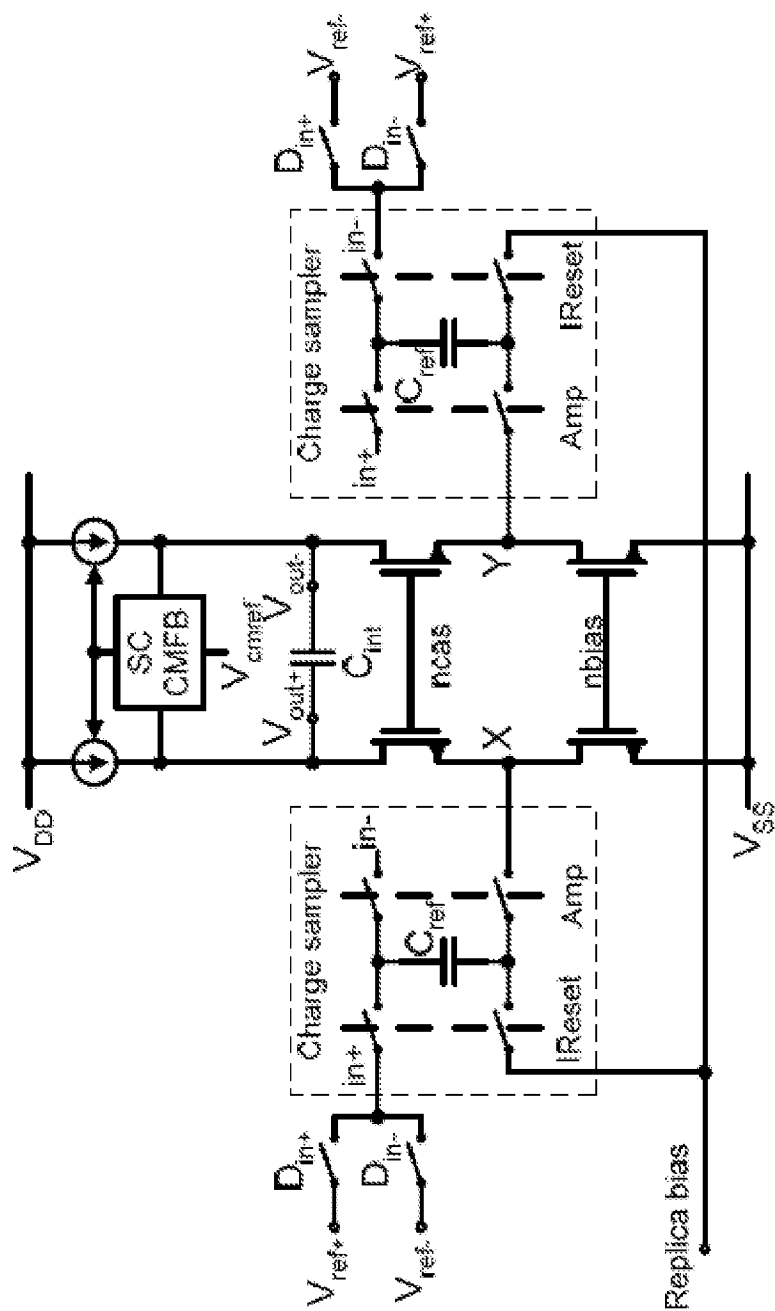 V_DD
SC
CMFB
V_cmref
V_out+
V_out-
C_int
ncas
X
Y
nbias
V_SS
Charge sampler
in+
in-
C_ref
IReset
Amp
D_in+
D_in-
V_ref+
V_ref-
Charge sampler
in+
in-
C_ref
Amp
IReset
D_in+
D_in-
V_ref-
V_ref+
Replica bias